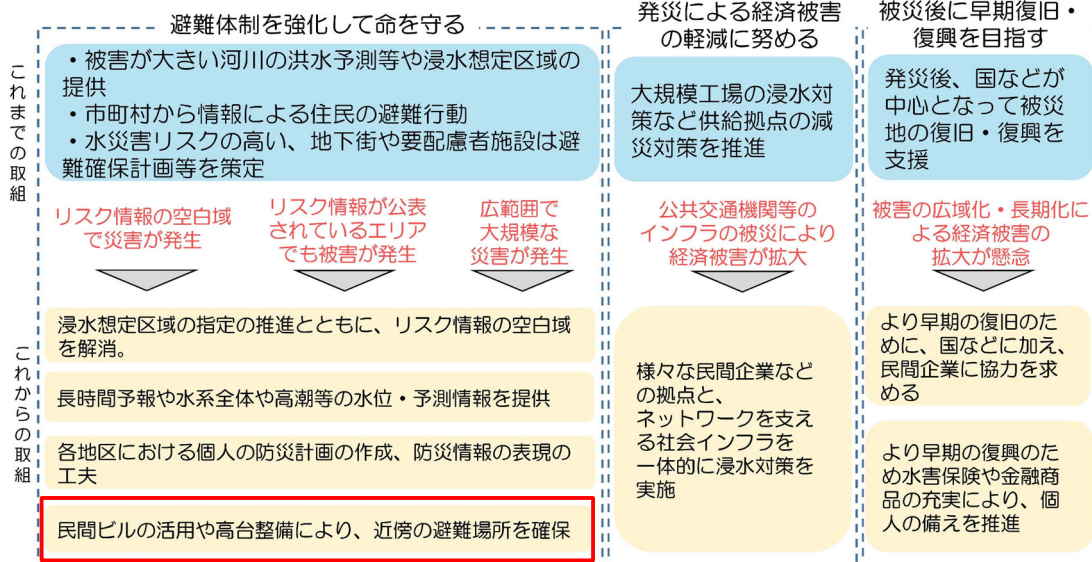 避難体制を強化して命を守る
これまでの取組
・被害が大きい河川の洪水予測等や浸水想定区域の
提供
・市町村から情報による住民の避難行動
・水災害リスクの高い、地下街や要配慮者施設は避
難確保計画等を策定
リスク情報の空白域
で災害が発生
リスク情報が公表
されているエリア
でも被害が発生
広範囲で
大規模な
災害が発生
これからの取組
浸水想定区域の指定の推進とともに、リスク情報の空白域
を解消。
長時間予報や水系全体や高潮等の水位・予測情報を提供
各地区における個人の防災計画の作成、防災情報の表現の
工夫
民間ビルの活用や高台整備により、近傍の避難場所を確保
発災による経済被害
の軽減に努める
大規模工場の浸水対
策など供給拠点の減
災対策を推進
公共交通機関等の
インフラの被災により
経済被害が拡大
様々な民間企業など
の拠点と、
ネットワークを支え
る社会インフラを
一体的に浸水対策を
実施
被災後に早期復旧・
復興を目指す
発災後、国などが
中心となって被災
地の復旧・復興を
支援
被害の広域化・長期化に
よる経済被害の
拡大が懸念
より早期の復旧のた
めに、国などに加え、
民間企業に協力を求
める
より早期の復興のた
め水害保険や金融商
品の充実により、個
人の備えを推進